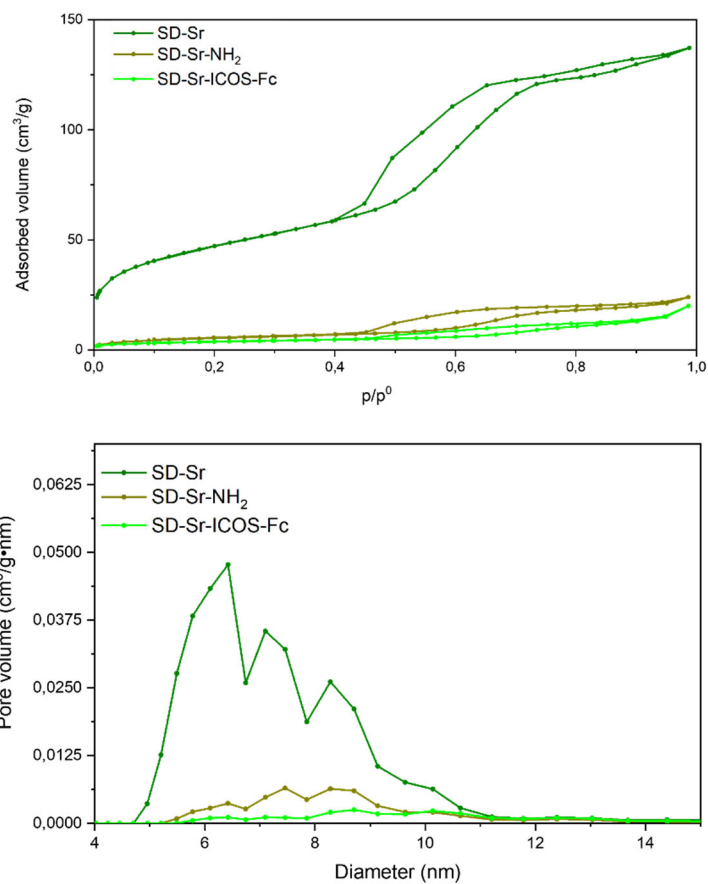 150
SD-Sr
SD-Sr-NH₂
SD-Sr-ICOS-Fc
100
50
0
Adsorbed volume (cm³/g)
0,0 0,2 0,4 0,6 0,8 1,0
p/p⁰
SD-Sr
SD-Sr-NH₂
SD-Sr-ICOS-Fc
0,0625
0,0500
0,0375
0,0250
0,0125
0,0000
Pore volume (cm³/g•nm)
4 6 8 10 12 14
Diameter (nm)